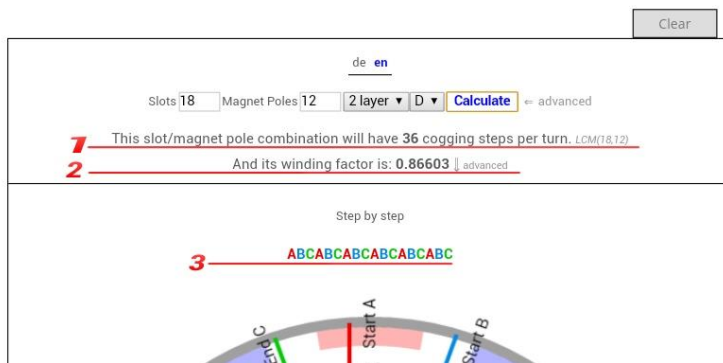 Clear
de en
Slots 18 Magnet Poles 12 2 layer D Calculate ⇐ advanced
1 This slot/magnet pole combination will have 36 cogging steps per turn. LCM(18,12)
2 And its winding factor is: 0.86603 ⇓ advanced
Step by step
3 ABCABCABCABCABCABC
End C
Start A
Start B